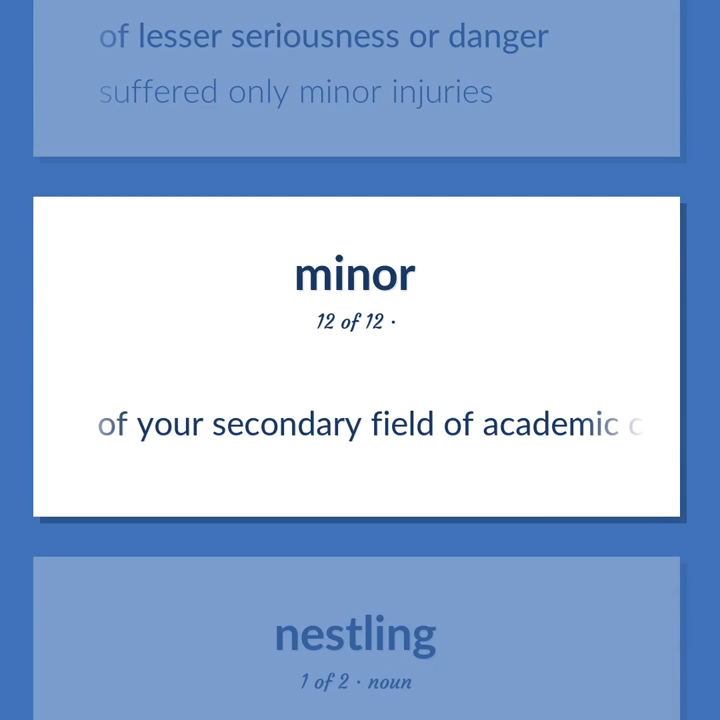 of lesser seriousness or danger
suffered only minor injuries
minor
12 of 12 ·
of your secondary field of academic
nestling
1 of 2 · noun